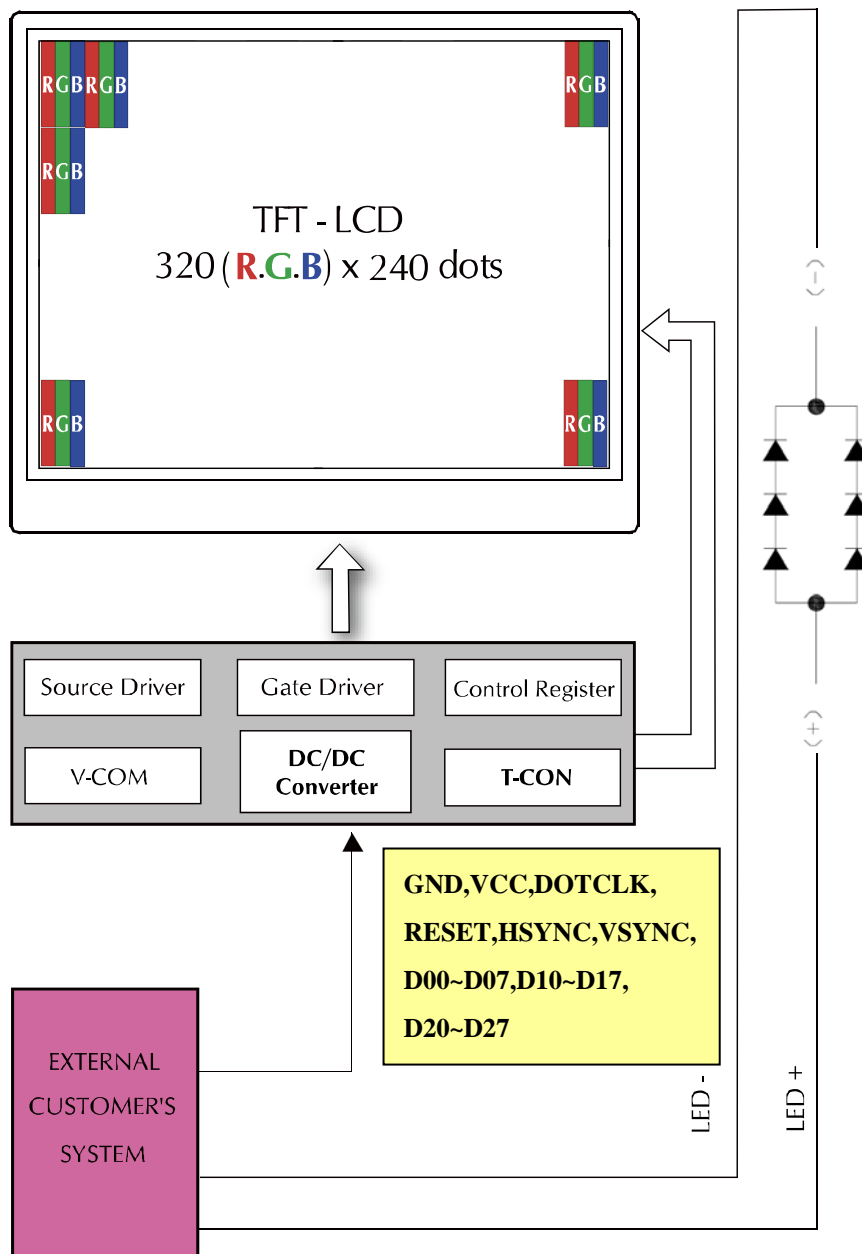 RGBRGB
RGB
RGB
TFT - LCD
320 (R.G.B) x 240 dots
(-)
RGB
RGB
Source Driver
Gate Driver
Control Register
V-COM
DC/DC
Converter
T-CON
(+)
GND,VCC,DOTCLK,
RESET,HSYNC,VSYNC,
D00~D07,D10~D17,
D20~D27
EXTERNAL
CUSTOMER'S
SYSTEM
LED -
LED +